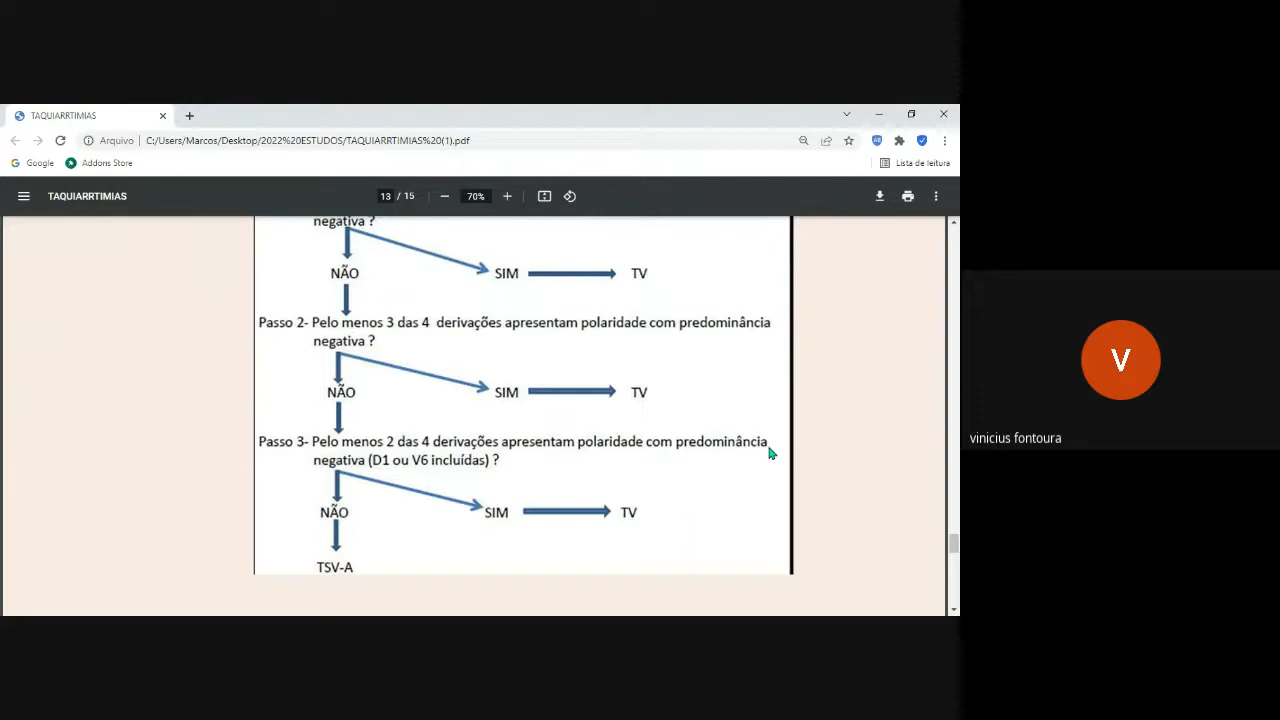 TAQUIARRTIMIAS
Arquivo C:/Users/Marcos/Desktop/2022%20ESTUDOS/TAQUIARRTIMIAS%20(1).pdf
Google Addons Store Lista de leitura
TAQUIARRTIMIAS 13 / 15 70%
negativa ?
NÃO SIM TV
Passo 2- Pelo menos 3 das 4 derivações apresentam polaridade com predominância
negativa ?
NÃO SIM TV
Passo 3- Pelo menos 2 das 4 derivações apresentam polaridade com predominância
negativa (D1 ou V6 incluídas) ?
NÃO SIM TV
TSV-A
V
vinicius fontoura